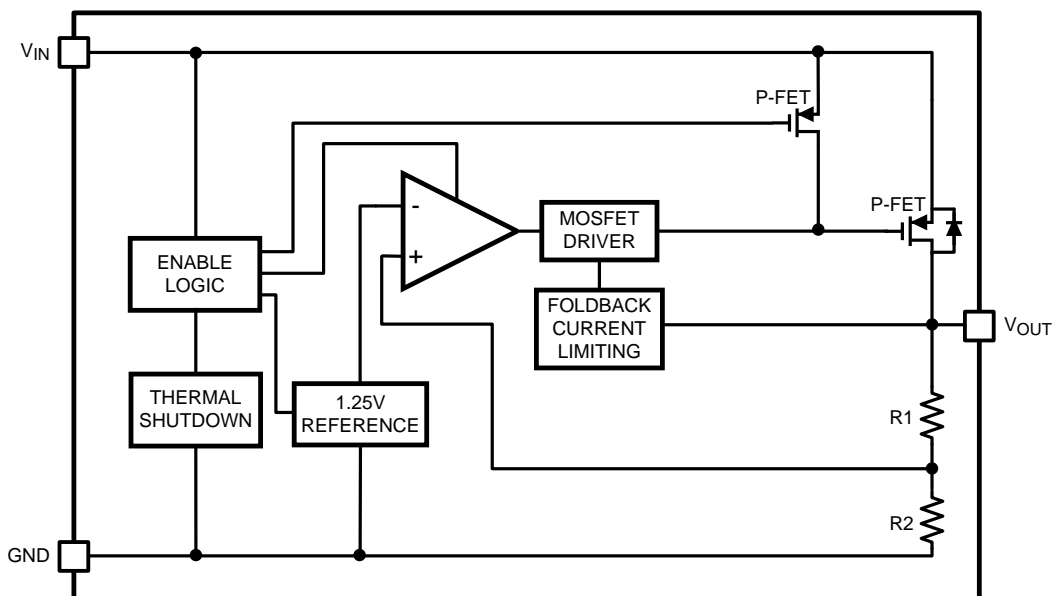 VIN
P-FET
P-FET
-
+
MOSFET
DRIVER
ENABLE
LOGIC
FOLDBACK
CURRENT
LIMITING
VOUT
THERMAL
SHUTDOWN
1.25V
REFERENCE
R1
R2
GND